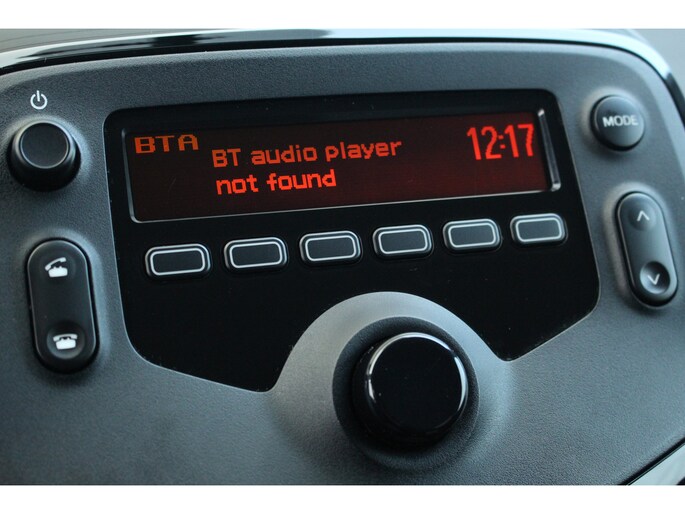 BTA
BT audio player
not found
12:17
MODE